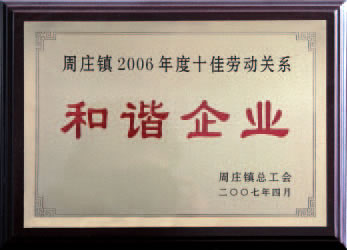 周庄镇2006年度十佳劳动关系
和谐企业
周庄镇总工会
二〇〇七年四月